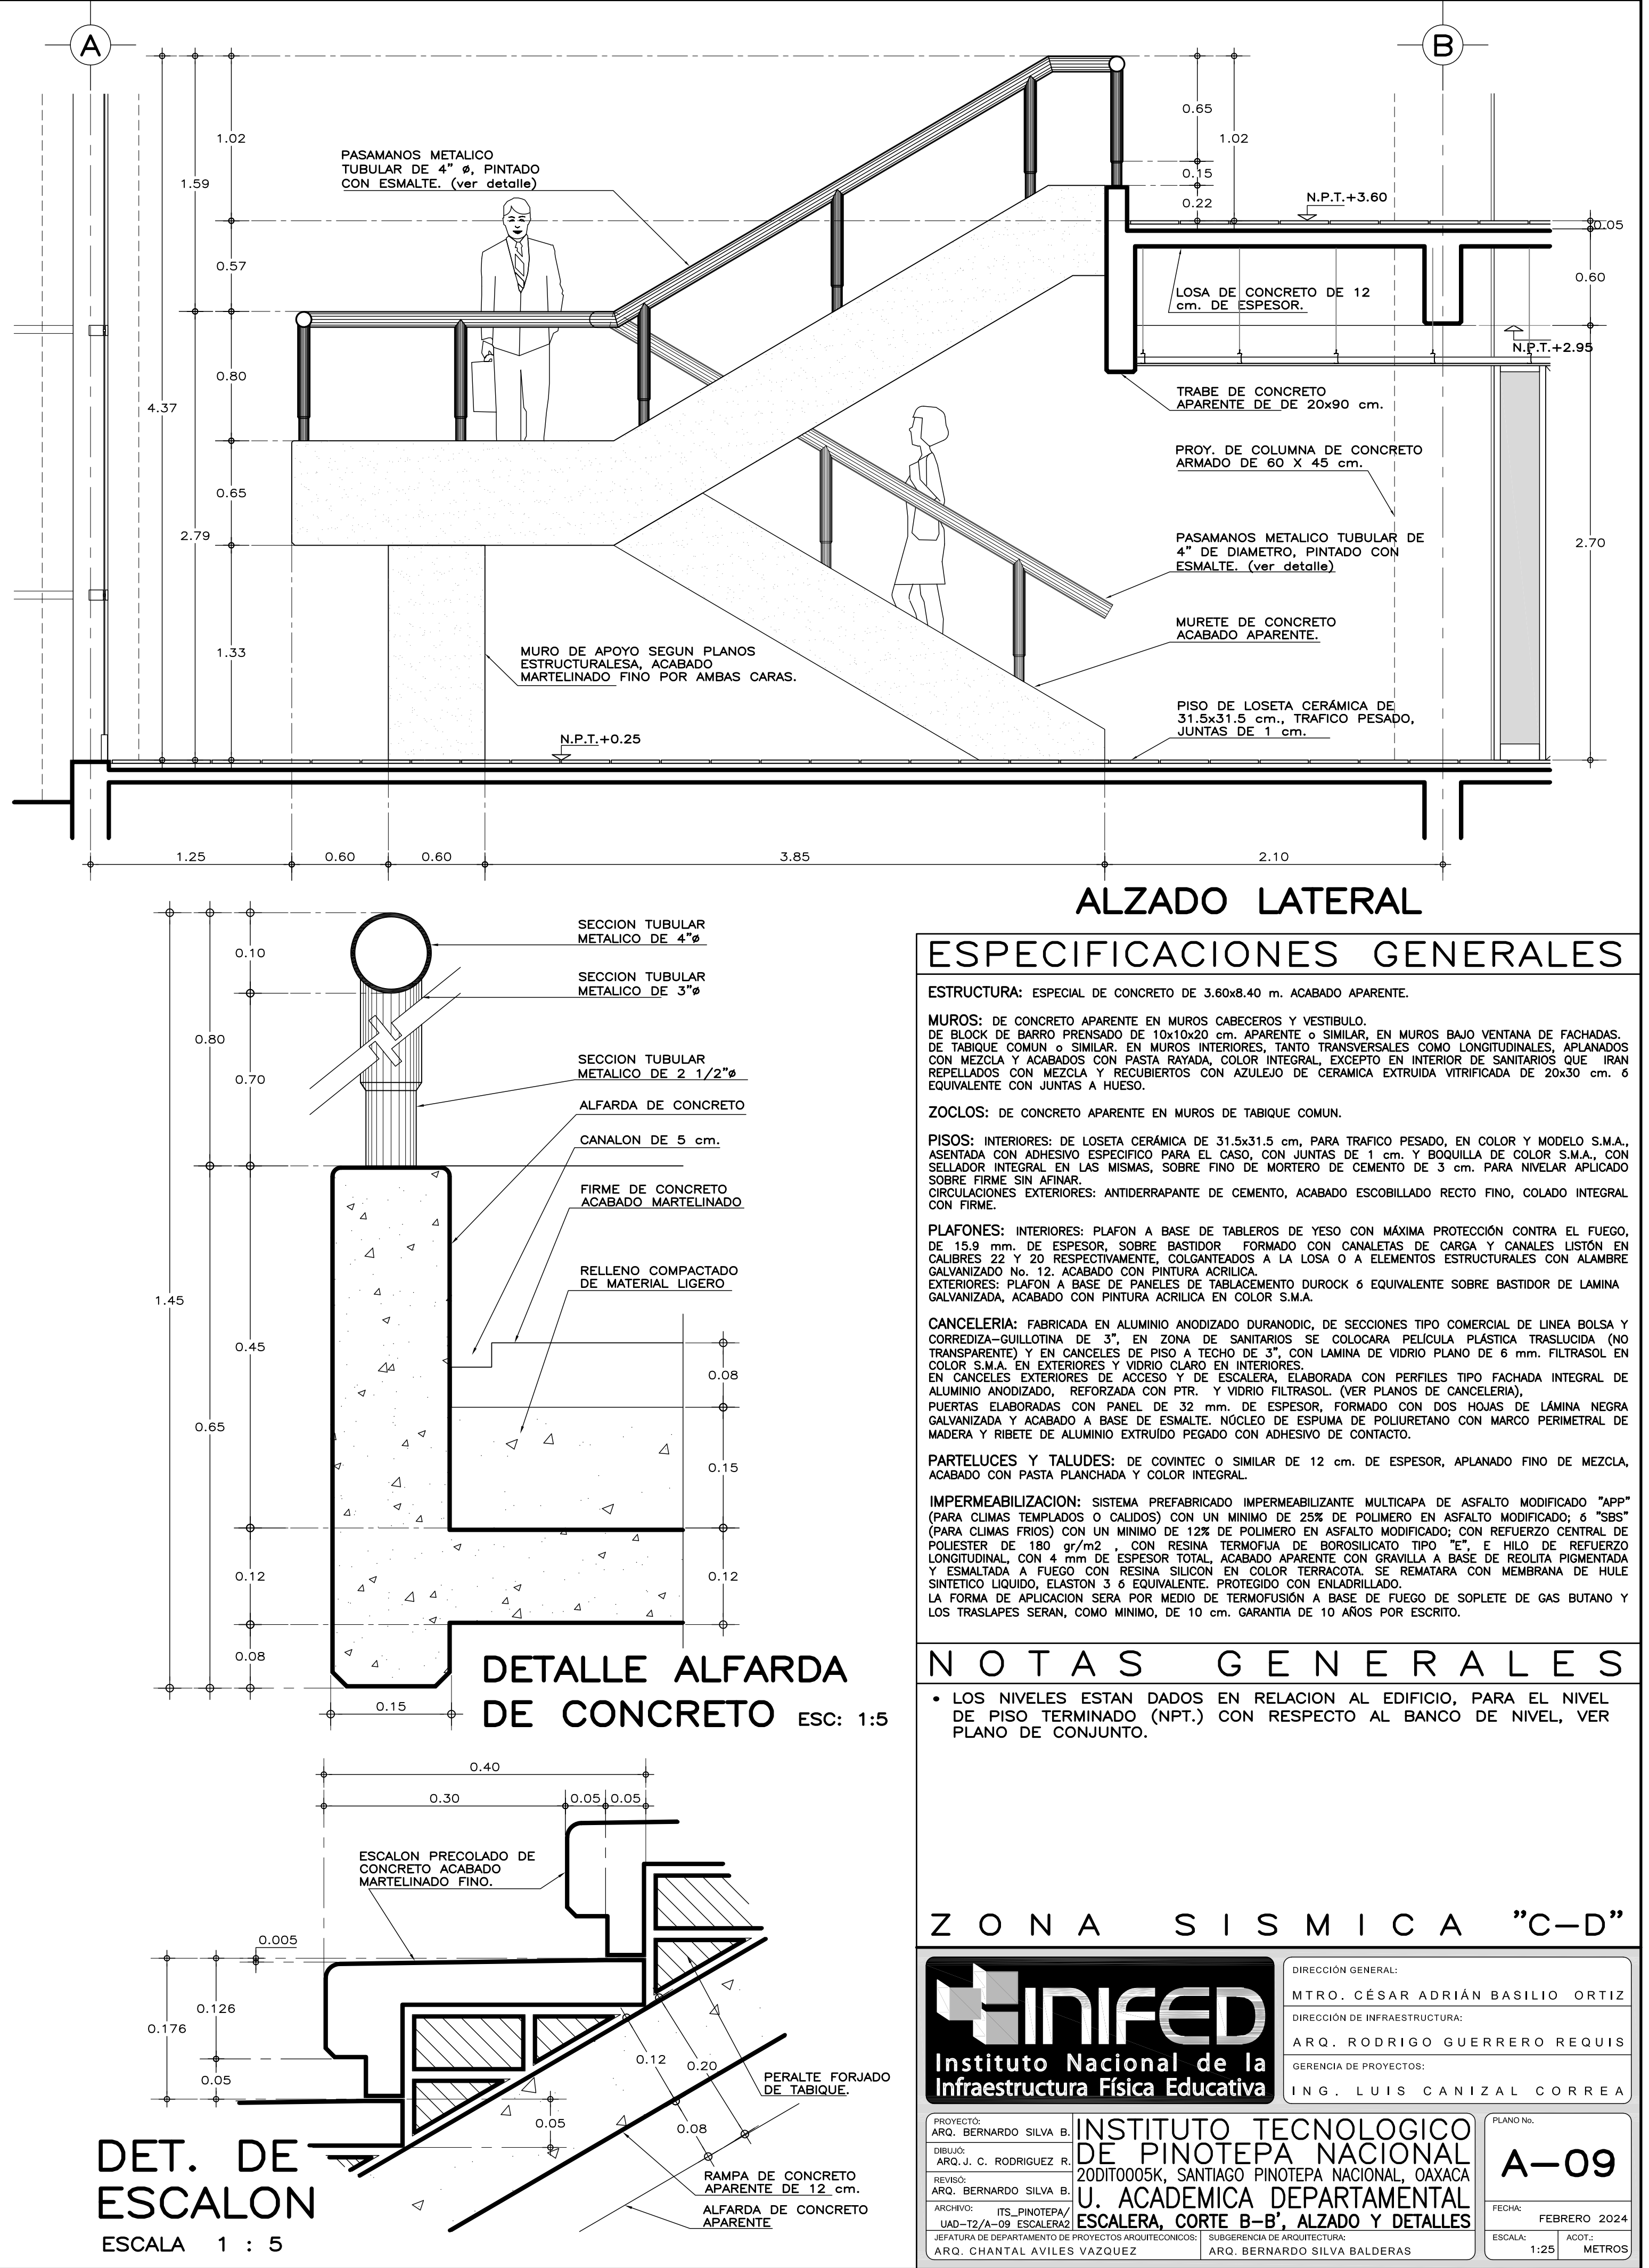 A
B
1.02
1.59
0.57
0.80
4.37
0.65
2.79
1.33
PASAMANOS METALICO
TUBULAR DE 4" ø, PINTADO
CON ESMALTE. (ver detalle)
0.65
1.02
0.15
0.22
N.P.T.+3.60
0.05
0.60
LOSA DE CONCRETO DE 12
cm. DE ESPESOR.
N.P.T.+2.95
TRABE DE CONCRETO
APARENTE DE DE 20x90 cm.
PROY. DE COLUMNA DE CONCRETO
ARMADO DE 60 X 45 cm.
PASAMANOS METALICO TUBULAR DE
4" DE DIAMETRO, PINTADO CON
ESMALTE. (ver detalle)
2.70
MURETE DE CONCRETO
ACABADO APARENTE.
MURO DE APOYO SEGUN PLANOS
ESTRUCTURALESA, ACABADO
MARTELINADO FINO POR AMBAS CARAS.
PISO DE LOSETA CERÁMICA DE
31.5x31.5 cm., TRAFICO PESADO,
JUNTAS DE 1 cm.
N.P.T.+0.25
1.25
0.60
0.60
3.85
2.10
ALZADO LATERAL
0.10
0.80
0.70
1.45
0.45
0.65
0.12
0.08
0.15
SECCION TUBULAR
METALICO DE 4"ø
SECCION TUBULAR
METALICO DE 3"ø
SECCION TUBULAR
METALICO DE 2 1/2"ø
ALFARDA DE CONCRETO
CANALON DE 5 cm.
FIRME DE CONCRETO
ACABADO MARTELINADO
RELLENO COMPACTADO
DE MATERIAL LIGERO
0.08
0.15
0.12
DETALLE ALFARDA
DE CONCRETO ESC: 1:5
0.40
0.30
0.05
0.05
ESCALON PRECOLADO DE
CONCRETO ACABADO
MARTELINADO FINO.
0.005
0.126
0.176
0.05
0.12
0.20
0.05
0.08
PERALTE FORJADO
DE TABIQUE.
RAMPA DE CONCRETO
APARENTE DE 12 cm.
ALFARDA DE CONCRETO
APARENTE
DET. DE
ESCALON
ESCALA 1 : 5
ESPECIFICACIONES GENERALES
ESTRUCTURA: ESPECIAL DE CONCRETO DE 3.60x8.40 m. ACABADO APARENTE.
MUROS: DE CONCRETO APARENTE EN MUROS CABECEROS Y VESTIBULO.
DE BLOCK DE BARRO PRENSADO DE 10x10x20 cm. APARENTE o SIMILAR, EN MUROS BAJO VENTANA DE FACHADAS.
DE TABIQUE COMUN o SIMILAR. EN MUROS INTERIORES, TANTO TRANSVERSALES COMO LONGITUDINALES, APLANADOS
CON MEZCLA Y ACABADOS CON PASTA RAYADA, COLOR INTEGRAL, EXCEPTO EN INTERIOR DE SANITARIOS QUE IRAN
REPELLADOS CON MEZCLA Y RECUBIERTOS CON AZULEJO DE CERAMICA EXTRUIDA VITRIFICADA DE 20x30 cm. ó
EQUIVALENTE CON JUNTAS A HUESO.
ZOCLOS: DE CONCRETO APARENTE EN MUROS DE TABIQUE COMUN.
PISOS: INTERIORES: DE LOSETA CERÁMICA DE 31.5x31.5 cm, PARA TRAFICO PESADO, EN COLOR Y MODELO S.M.A.,
ASENTADA CON ADHESIVO ESPECIFICO PARA EL CASO, CON JUNTAS DE 1 cm. Y BOQUILLA DE COLOR S.M.A., CON
SELLADOR INTEGRAL EN LAS MISMAS, SOBRE FINO DE MORTERO DE CEMENTO DE 3 cm. PARA NIVELAR APLICADO
SOBRE FIRME SIN AFINAR.
CIRCULACIONES EXTERIORES: ANTIDERRAPANTE DE CEMENTO, ACABADO ESCOBILLADO RECTO FINO, COLADO INTEGRAL
CON FIRME.
PLAFONES: INTERIORES: PLAFON A BASE DE TABLEROS DE YESO CON MÁXIMA PROTECCIÓN CONTRA EL FUEGO,
DE 15.9 mm. DE ESPESOR, SOBRE BASTIDOR FORMADO CON CANALETAS DE CARGA Y CANALES LISTÓN EN
CALIBRES 22 Y 20 RESPECTIVAMENTE, COLGANTEADOS A LA LOSA O A ELEMENTOS ESTRUCTURALES CON ALAMBRE
GALVANIZADO No. 12. ACABADO CON PINTURA ACRILICA.
EXTERIORES: PLAFON A BASE DE PANELES DE TABLACEMENTO DUROCK ó EQUIVALENTE SOBRE BASTIDOR DE LAMINA
GALVANIZADA, ACABADO CON PINTURA ACRILICA EN COLOR S.M.A.
CANCELERIA: FABRICADA EN ALUMINIO ANODIZADO DURANODIC, DE SECCIONES TIPO COMERCIAL DE LINEA BOLSA Y
CORREDIZA-GUILLOTINA DE 3", EN ZONA DE SANITARIOS SE COLOCARA PELÍCULA PLÁSTICA TRASLUCIDA (NO
TRANSPARENTE) Y EN CANCELES DE PISO A TECHO DE 3", CON LAMINA DE VIDRIO PLANO DE 6 mm. FILTRASOL EN
COLOR S.M.A. EN EXTERIORES Y VIDRIO CLARO EN INTERIORES.
EN CANCELES EXTERIORES DE ACCESO Y DE ESCALERA, ELABORADA CON PERFILES TIPO FACHADA INTEGRAL DE
ALUMINIO ANODIZADO, REFORZADA CON PTR. Y VIDRIO FILTRASOL. (VER PLANOS DE CANCELERIA),
PUERTAS ELABORADAS CON PANEL DE 32 mm. DE ESPESOR, FORMADO CON DOS HOJAS DE LÁMINA NEGRA
GALVANIZADA Y ACABADO A BASE DE ESMALTE. NÚCLEO DE ESPUMA DE POLIURETANO CON MARCO PERIMETRAL DE
MADERA Y RIBETE DE ALUMINIO EXTRUÍDO PEGADO CON ADHESIVO DE CONTACTO.
PARTELUCES Y TALUDES: DE COVINTEC O SIMILAR DE 12 cm. DE ESPESOR, APLANADO FINO DE MEZCLA,
ACABADO CON PASTA PLANCHADA Y COLOR INTEGRAL.
IMPERMEABILIZACION: SISTEMA PREFABRICADO IMPERMEABILIZANTE MULTICAPA DE ASFALTO MODIFICADO "APP"
(PARA CLIMAS TEMPLADOS O CALIDOS) CON UN MINIMO DE 25% DE POLIMERO EN ASFALTO MODIFICADO; ó "SBS"
(PARA CLIMAS FRIOS) CON UN MINIMO DE 12% DE POLIMERO EN ASFALTO MODIFICADO; CON REFUERZO CENTRAL DE
POLIESTER DE 180 gr/m2 , CON RESINA TERMOFIJA DE BOROSILICATO TIPO "E", E HILO DE REFUERZO
LONGITUDINAL, CON 4 mm DE ESPESOR TOTAL, ACABADO APARENTE CON GRAVILLA A BASE DE REOLITA PIGMENTADA
Y ESMALTADA A FUEGO CON RESINA SILICON EN COLOR TERRACOTA. SE REMATARA CON MEMBRANA DE HULE
SINTETICO LIQUIDO, ELASTON 3 ó EQUIVALENTE. PROTEGIDO CON ENLADRILLADO.
LA FORMA DE APLICACION SERA POR MEDIO DE TERMOFUSIÓN A BASE DE FUEGO DE SOPLETE DE GAS BUTANO Y
LOS TRASLAPES SERAN, COMO MINIMO, DE 10 cm. GARANTIA DE 10 AÑOS POR ESCRITO.
NOTAS GENERALES
• LOS NIVELES ESTAN DADOS EN RELACION AL EDIFICIO, PARA EL NIVEL
DE PISO TERMINADO (NPT.) CON RESPECTO AL BANCO DE NIVEL, VER
PLANO DE CONJUNTO.
ZONA SISMICA "C-D"
INIFED
Instituto Nacional de la
Infraestructura Física Educativa
DIRECCIÓN GENERAL:
MTRO. CÉSAR ADRIÁN BASILIO ORTIZ
DIRECCIÓN DE INFRAESTRUCTURA:
ARQ. RODRIGO GUERRERO REQUIS
GERENCIA DE PROYECTOS:
ING. LUIS CANIZAL CORREA
PROYECTÓ:
ARQ. BERNARDO SILVA B.
DIBUJÓ:
ARQ. J. C. RODRIGUEZ R.
REVISÓ:
ARQ. BERNARDO SILVA B.
ARCHIVO:
ITS_PINOTEPA/
UAD-T2/A-09 ESCALERA2
INSTITUTO TECNOLOGICO
DE PINOTEPA NACIONAL
20DIT0005K, SANTIAGO PINOTEPA NACIONAL, OAXACA
U. ACADEMICA DEPARTAMENTAL
ESCALERA, CORTE B-B', ALZADO Y DETALLES
JEFATURA DE DEPARTAMENTO DE PROYECTOS ARQUITECONICOS:
ARQ. CHANTAL AVILES VAZQUEZ
SUBGERENCIA DE ARQUITECTURA:
ARQ. BERNARDO SILVA BALDERAS
PLANO No.
A-09
FECHA:
FEBRERO 2024
ESCALA:
1:25
ACOT.:
METROS